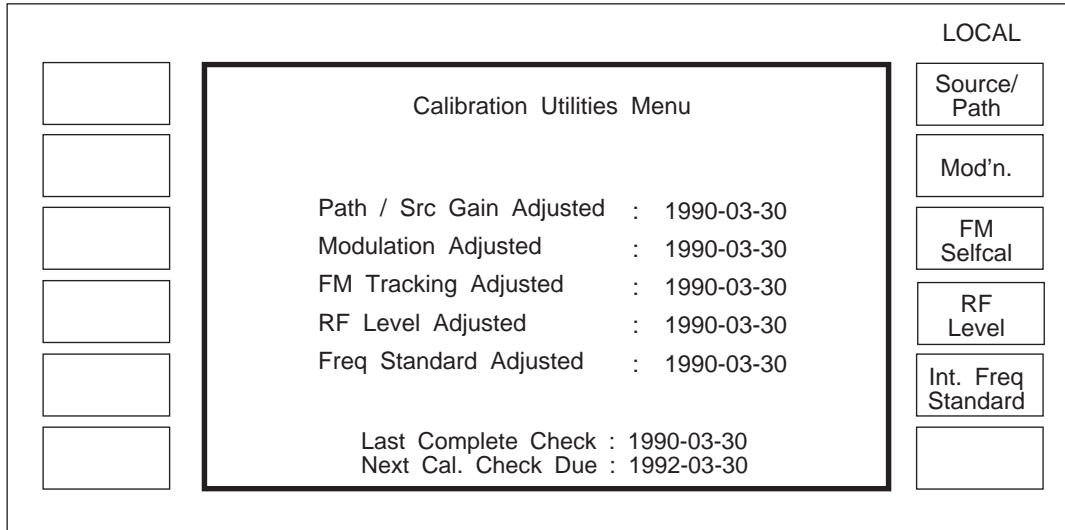 LOCAL
Calibration Utilities Menu
Path / Src Gain Adjusted : 1990-03-30
Modulation Adjusted : 1990-03-30
FM Tracking Adjusted : 1990-03-30
RF Level Adjusted : 1990-03-30
Freq Standard Adjusted : 1990-03-30
Last Complete Check : 1990-03-30
Next Cal. Check Due : 1992-03-30
Source/
Path
Mod'n.
FM
Selfcal
RF
Level
Int. Freq
Standard